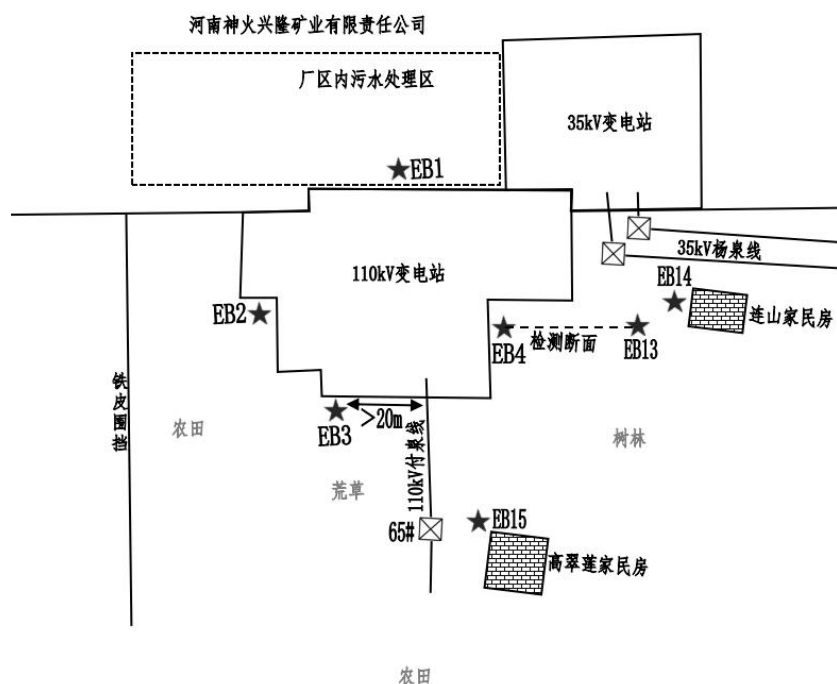 河南神火兴隆矿业有限责任公司
厂区内污水处理区
35kV变电站
EB1
110kV变电站
35kV杨泉线
EB14
EB2
连山家民房
EB4
检测断面
EB13
铁皮围挡
>20m
EB3
农田
110kV付泉线
树林
荒草
65#
EB15
高翠莲家民房
农田